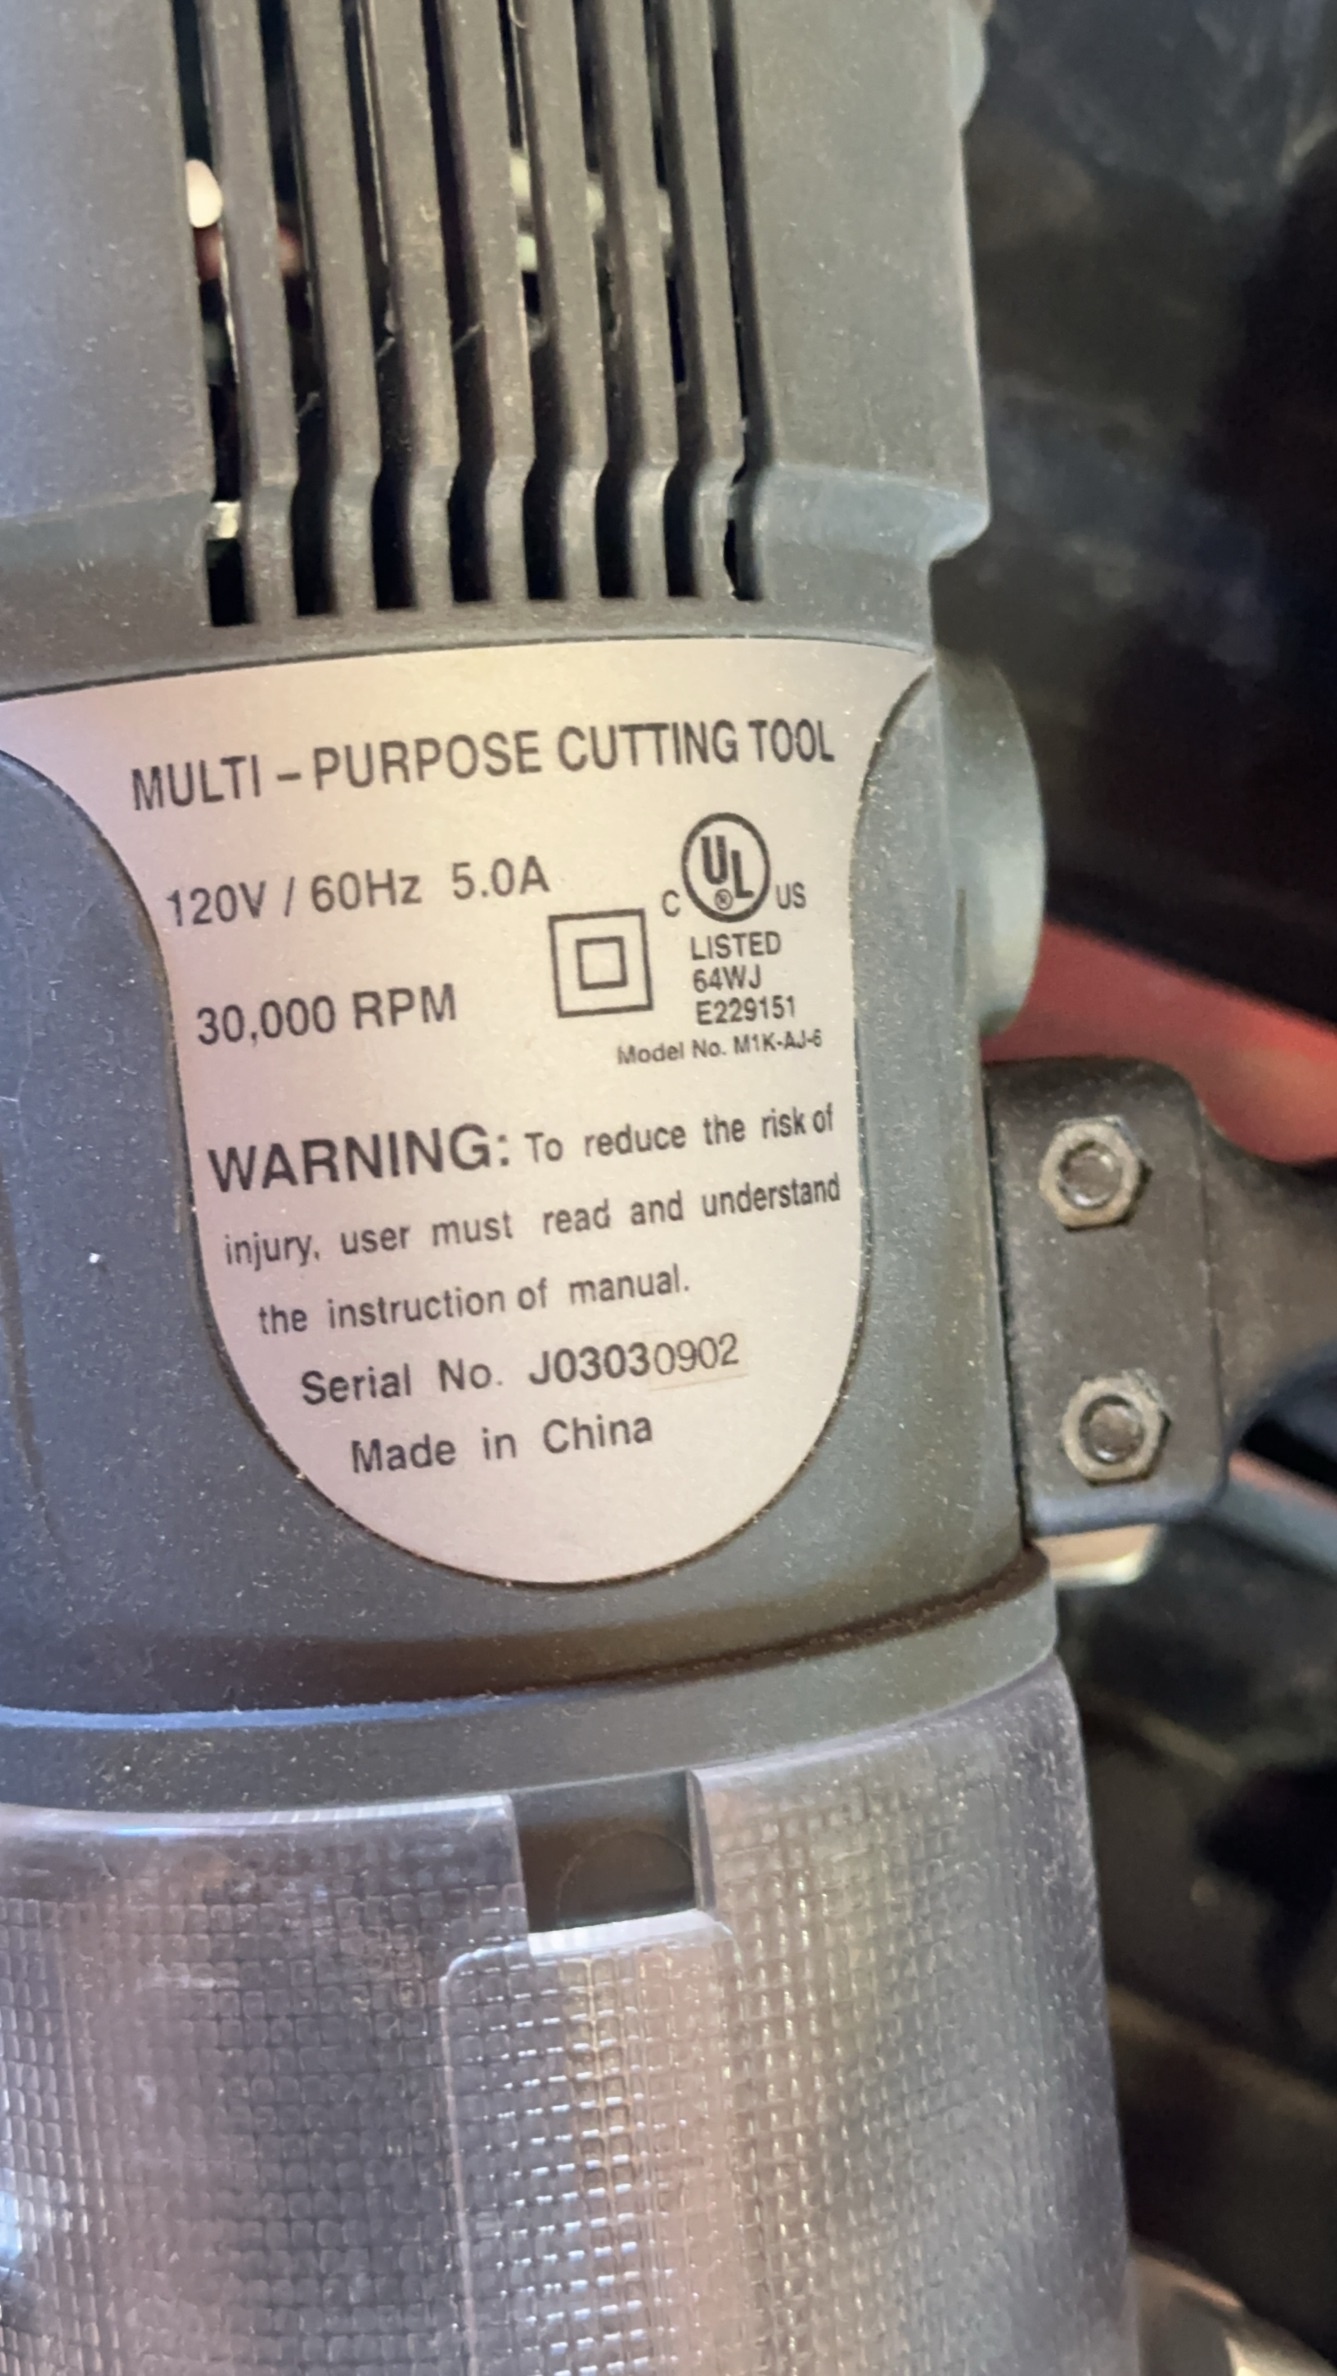 MULTI – PURPOSE CUTTING TOOL
120V / 60Hz 5.0A
C UL ® US
LISTED
64WJ
E229151
30,000 RPM
Model No. M1K-AJ-6
WARNING: To reduce the risk of
injury, user must read and understand
the instruction of manual.
Serial No. J03030902
Made in China